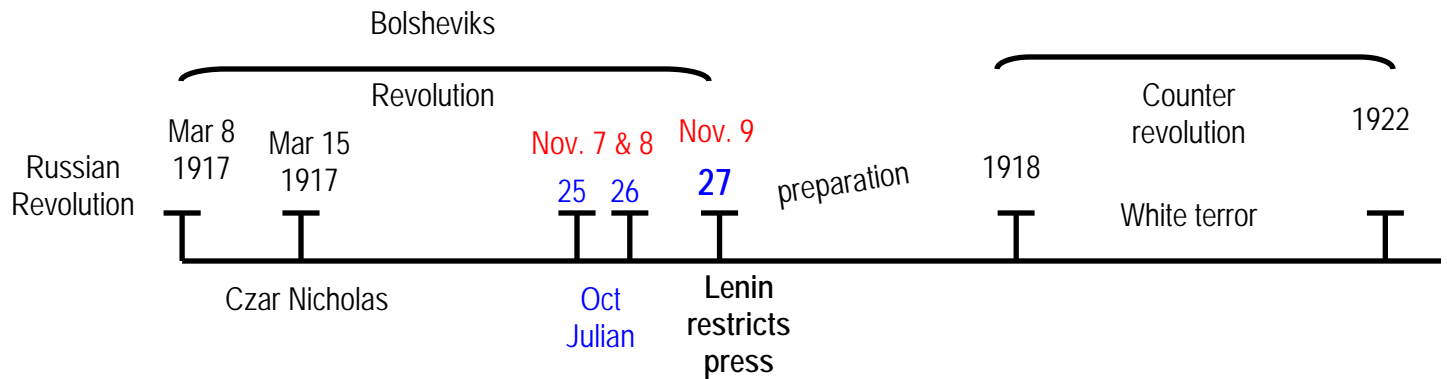 Bolsheviks
Revolution
Counter
revolution
1922
Mar 8
1917
Mar 15
1917
Nov. 7 & 8
Nov. 9
25
26
27
preparation
1918
Russian
Revolution
White terror
Czar Nicholas
Oct
Julian
Lenin
restricts
press